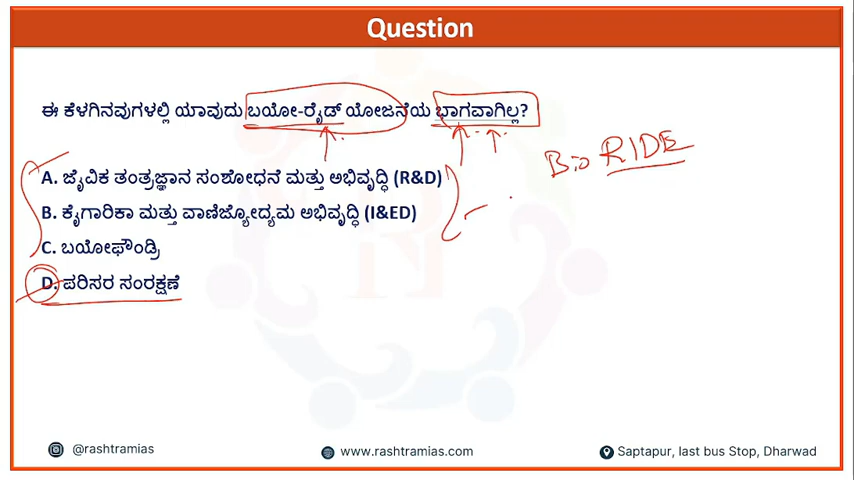 Question
ಈ ಕೆಳಗಿನವುಗಳಲ್ಲಿ ಯಾವುದು ಬಯೋ-ರೈಡ್ ಯೋಜನೆಯ ಭಾಗವಾಗಿಲ್ಲ?
Bio RIDE
A. ಜೈವಿಕ ತಂತ್ರಜ್ಞಾನ ಸಂಶೋಧನೆ ಮತ್ತು ಅಭಿವೃದ್ಧಿ (R&D)
B. ಕೈಗಾರಿಕಾ ಮತ್ತು ವಾಣಿಜ್ಯೋದ್ಯಮ ಅಭಿವೃದ್ಧಿ (I&ED)
C. ಬಯೋಫೌಂಡ್ರಿ
D. ಪರಿಸರ ಸಂರಕ್ಷಣೆ
@rashtramias
www.rashtramias.com
Saptapur, last bus Stop, Dharwad